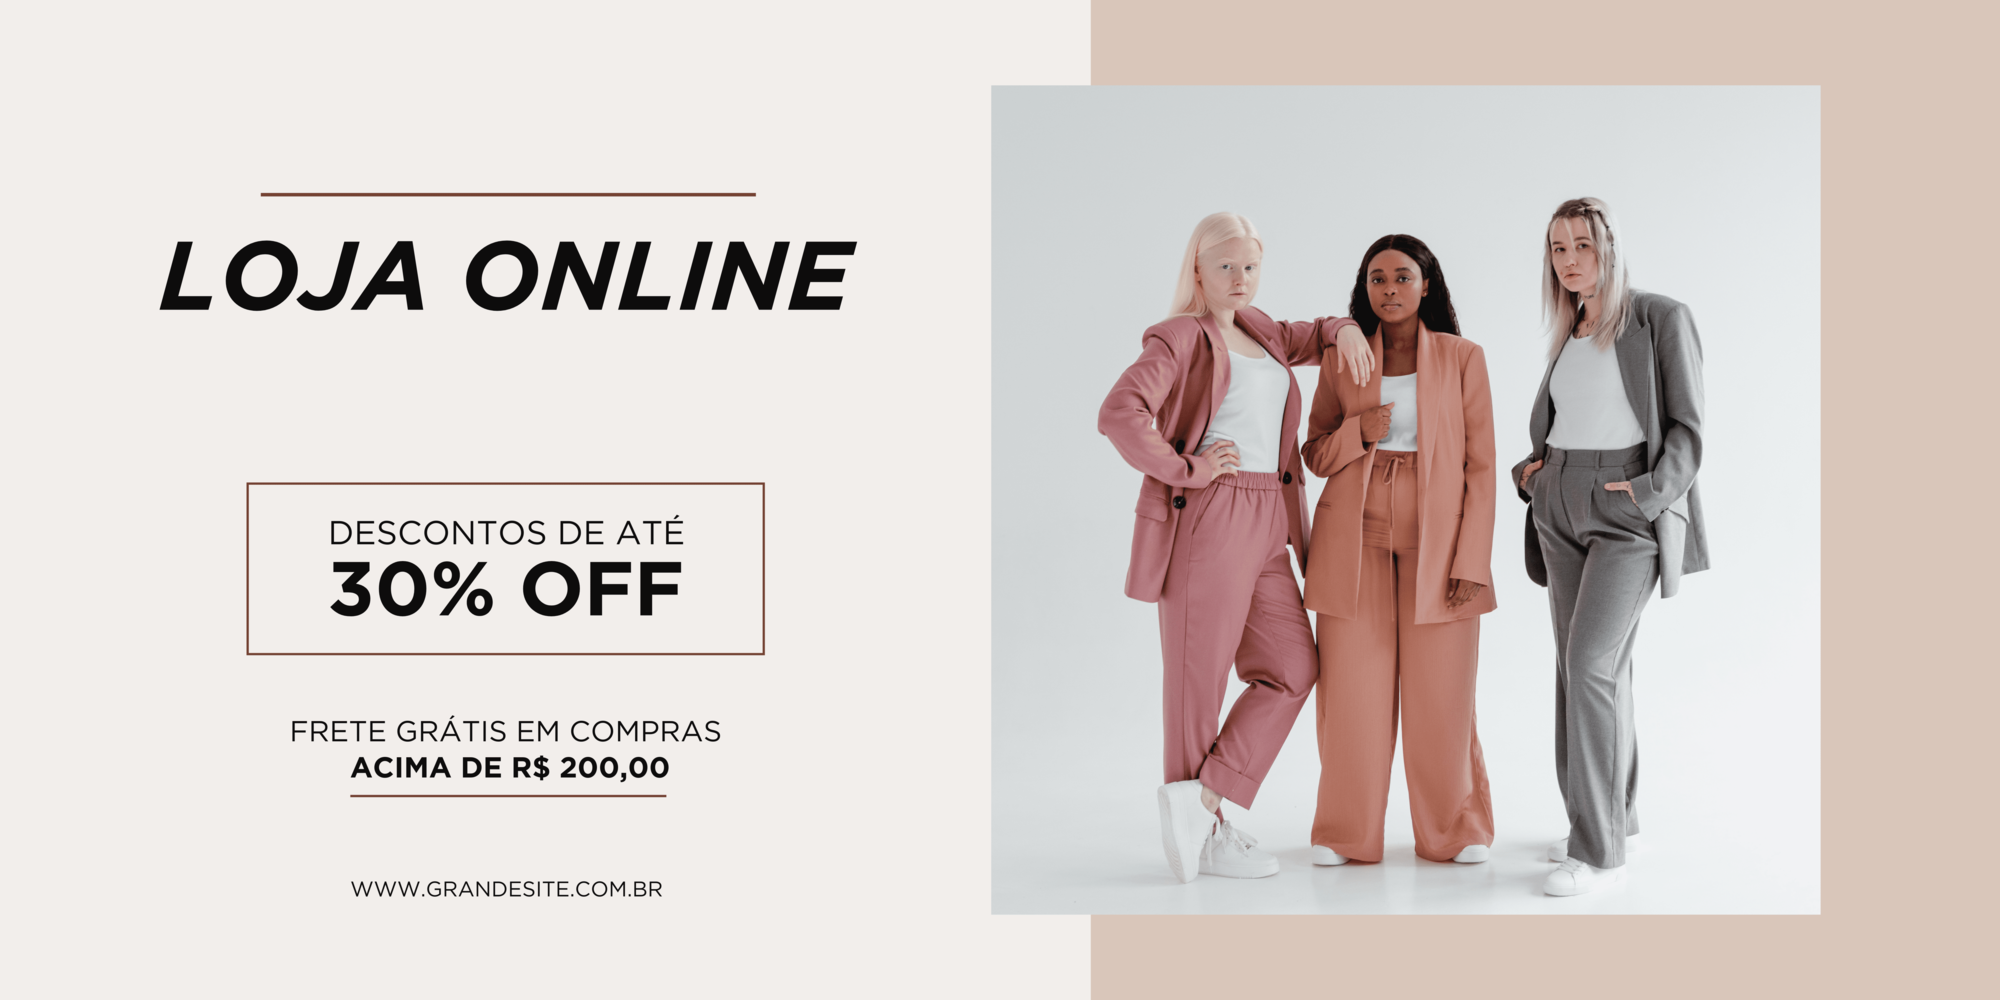 LOJA ONLINE
DESCONTOS DE ATÉ
30% OFF
FRETE GRÁTIS EM COMPRAS
ACIMA DE R$ 200,00
WWW.GRANDESITE.COM.BR